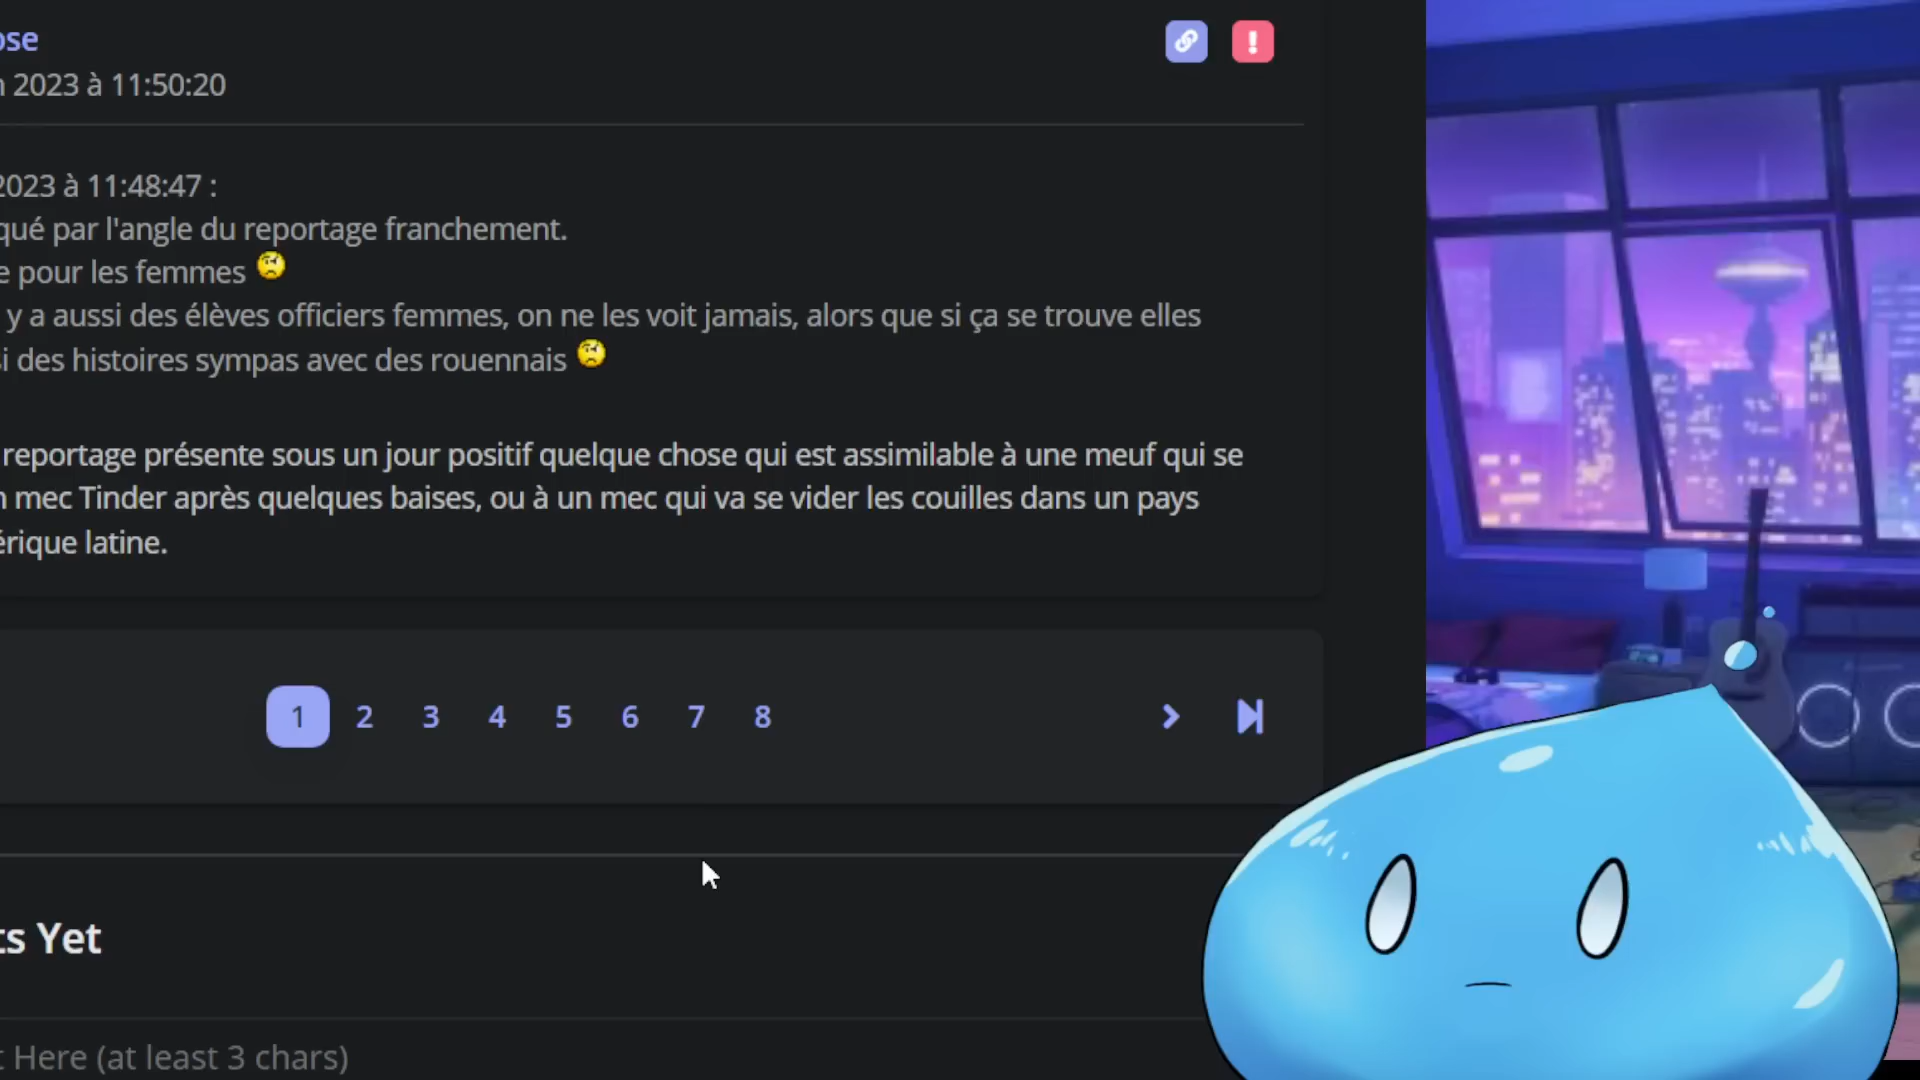 ose
n 2023 à 11:50:20
2023 à 11:48:47 :
qué par l'angle du reportage franchement.
e pour les femmes
y a aussi des élèves officiers femmes, on ne les voit jamais, alors que si ça se trouve elles
si des histoires sympas avec des rouennais
reportage présente sous un jour positif quelque chose qui est assimilable à une meuf qui se
n mec Tinder après quelques baises, ou à un mec qui va se vider les couilles dans un pays
érique latine.
1 2 3 4 5 6 7 8
ts Yet
t Here (at least 3 chars)